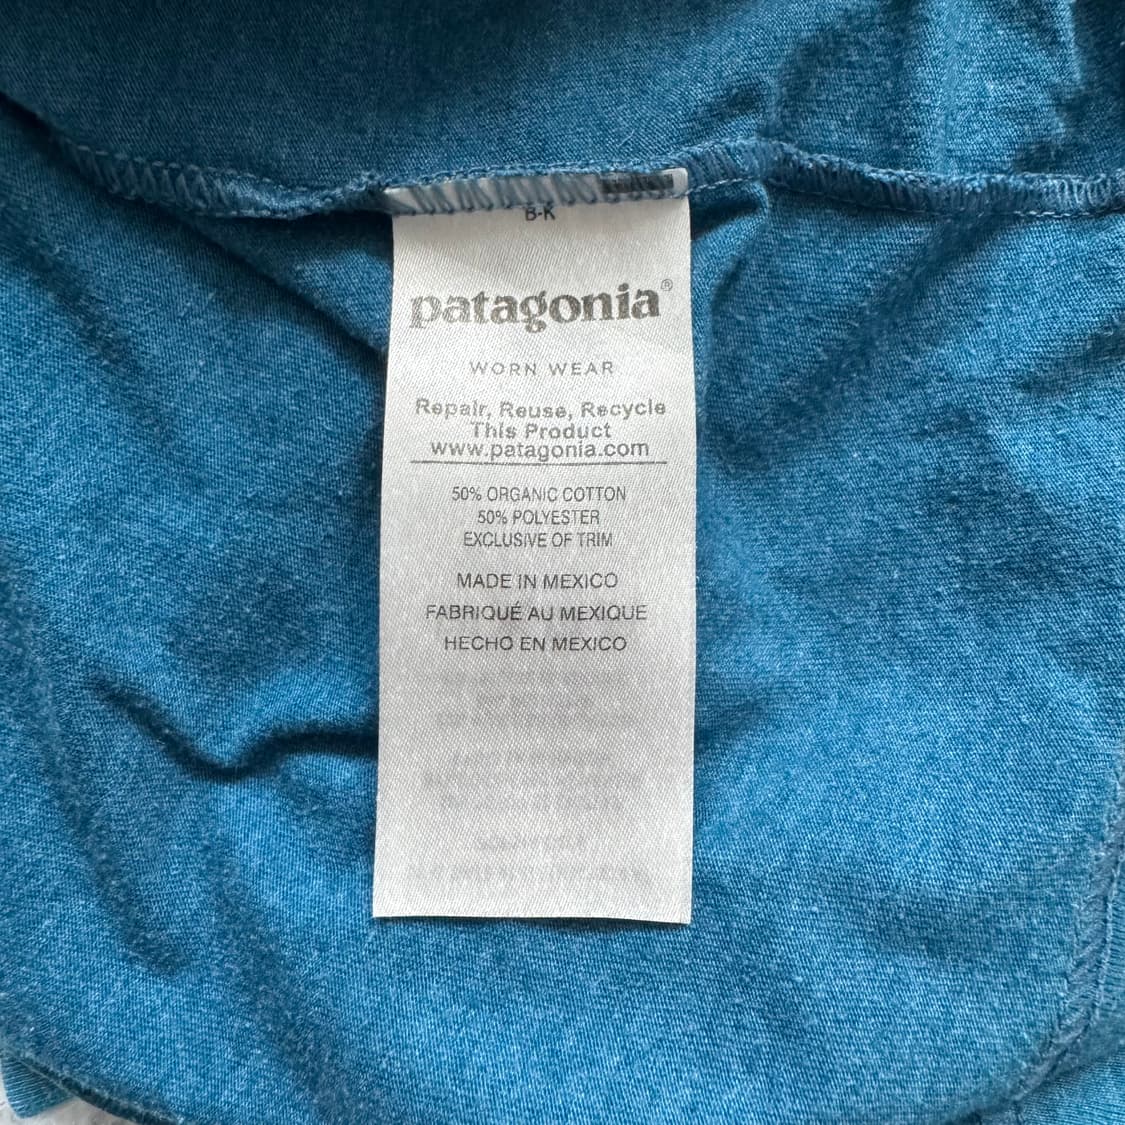 B-K
patagonia®
WORN WEAR
Repair, Reuse, Recycle
This Product
www.patagonia.com
50% ORGANIC COTTON
50% POLYESTER
EXCLUSIVE OF TRIM
MADE IN MEXICO
FABRIQUÉ AU MEXIQUE
HECHO EN MEXICO